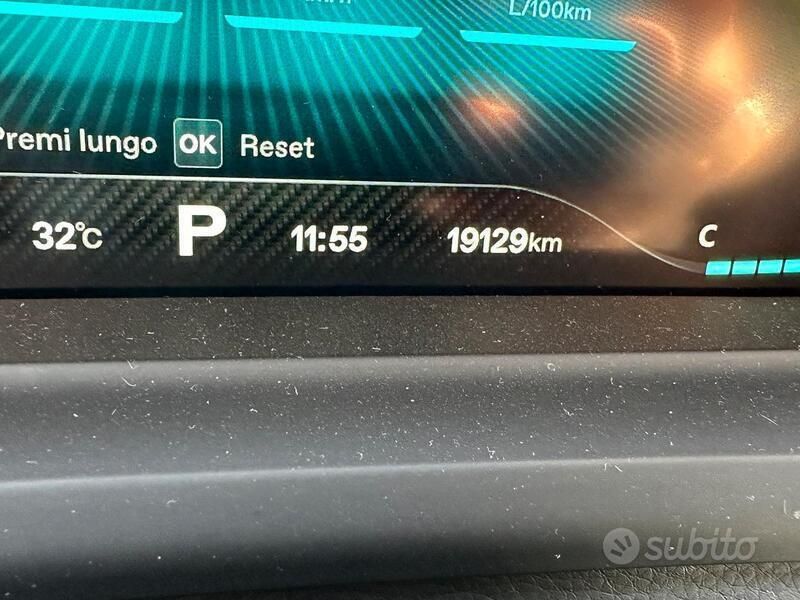 L/100km
Premi lungo OK Reset
32°C P 11:55 19129km C
subito